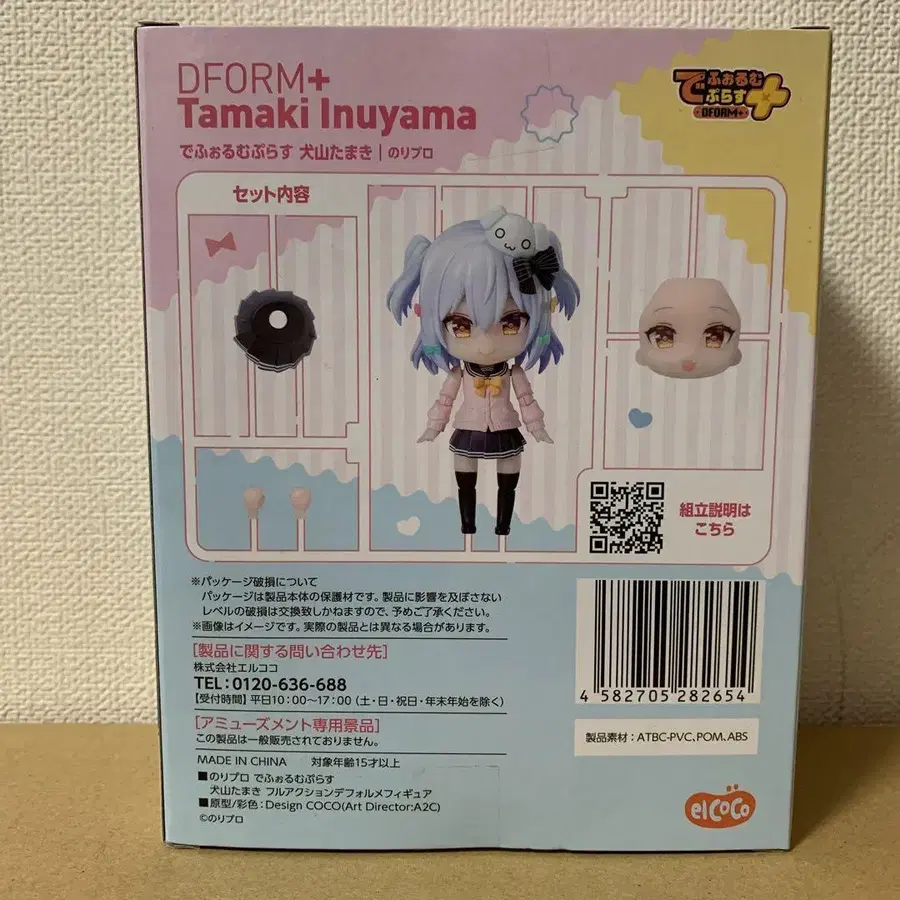 DFORM+
Tamaki Inuyama
でふぉるむぷらす 犬山たまき | のりプロ
でふぉるむ
ぷらす+
DFORM+
セット内容
組立説明は
こちら
※パッケージ破損について
パッケージは製品本体の保護材です。製品に影響を及ぼさない
レベルの破損は交換致しかねますので、予めご了承ください。
※画像はイメージです。実際の製品とは異なる場合があります。
[製品に関する問い合わせ先]
株式会社エルココ
TEL:0120-636-688
【受付時間】平日10:00~17:00(土・日・祝日・年末年始を除く)
[アミューズメント専用景品]
この製品は一般販売されておりません。
MADE IN CHINA 対象年齢15才以上
■のりプロ でふぉるむぷらす
犬山たまき フルアクションデフォルメフィギュア
■原型/彩色:Design COCO(Art Director:A2C)
©のりプロ
4 582705 282654
製品素材:ATBC-PVC、POM、ABS
elCOCO